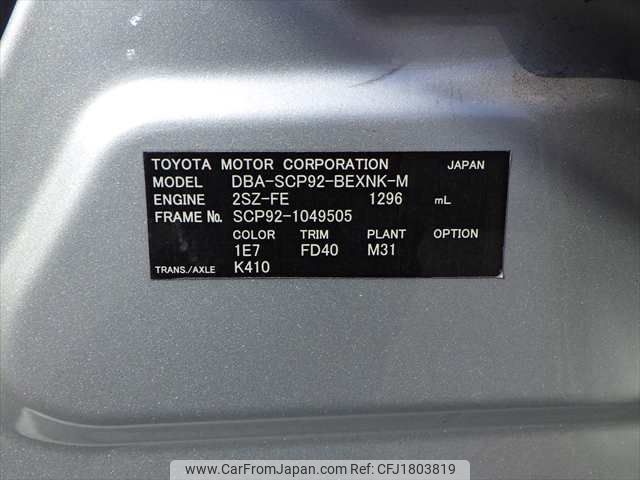 TOYOTA MOTOR CORPORATION JAPAN
MODEL DBA-SCP92-BEXNK-M
ENGINE 2SZ-FE 1296 mL
FRAME No. SCP92-1049505
COLOR TRIM PLANT OPTION
1E7 FD40 M31
TRANS./AXLE K410
www.CarFromJapan.com CFJ1803819